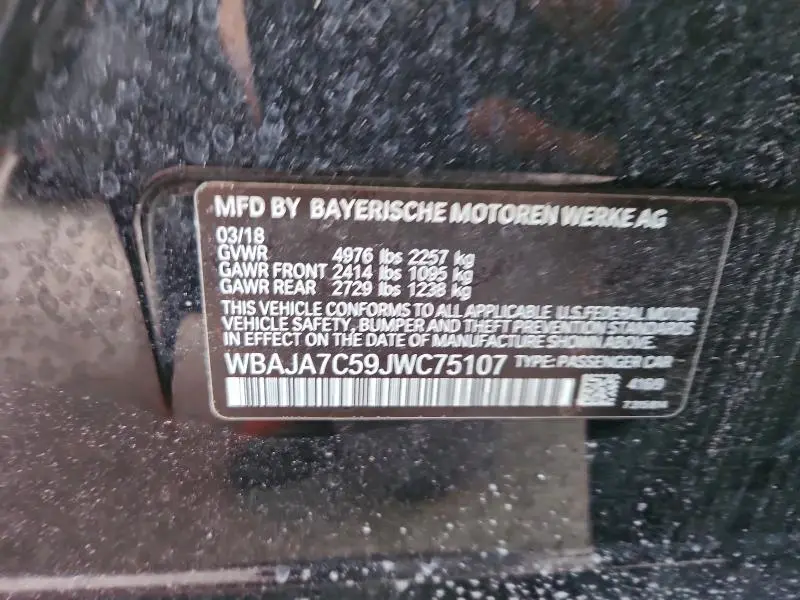 MFD BY BAYERISCHE MOTOREN WERKE AG
03/18
GVWR 4976 lbs 2257 kg
GAWR FRONT 2414 lbs 1095 kg
GAWR REAR 2729 lbs 1238 kg
THIS VEHICLE CONFORMS TO ALL APPLICABLE U.S.FEDERAL MOTOR
VEHICLE SAFETY, BUMPER AND THEFT PREVENTION STANDARDS
IN EFFECT ON THE DATE OF MANUFACTURE SHOWN ABOVE.
WBAJA7C59JWC75107 TYPE: PASSENGER CAR